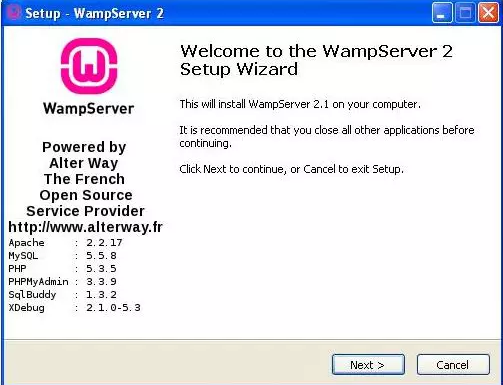 Setup - WampServer 2
WampServer
Powered by
Alter Way
The French
Open Source
Service Provider
http://www.alterway.fr
Apache : 2.2.17
MySQL : 5.5.8
PHP : 5.3.5
PHPMyAdmin : 3.3.9
SqlBuddy : 1.3.2
XDebug : 2.1.0-5.3
Welcome to the WampServer 2
Setup Wizard
This will install WampServer 2.1 on your computer.
It is recommended that you close all other applications before
continuing.
Click Next to continue, or Cancel to exit Setup.
Next >
Cancel